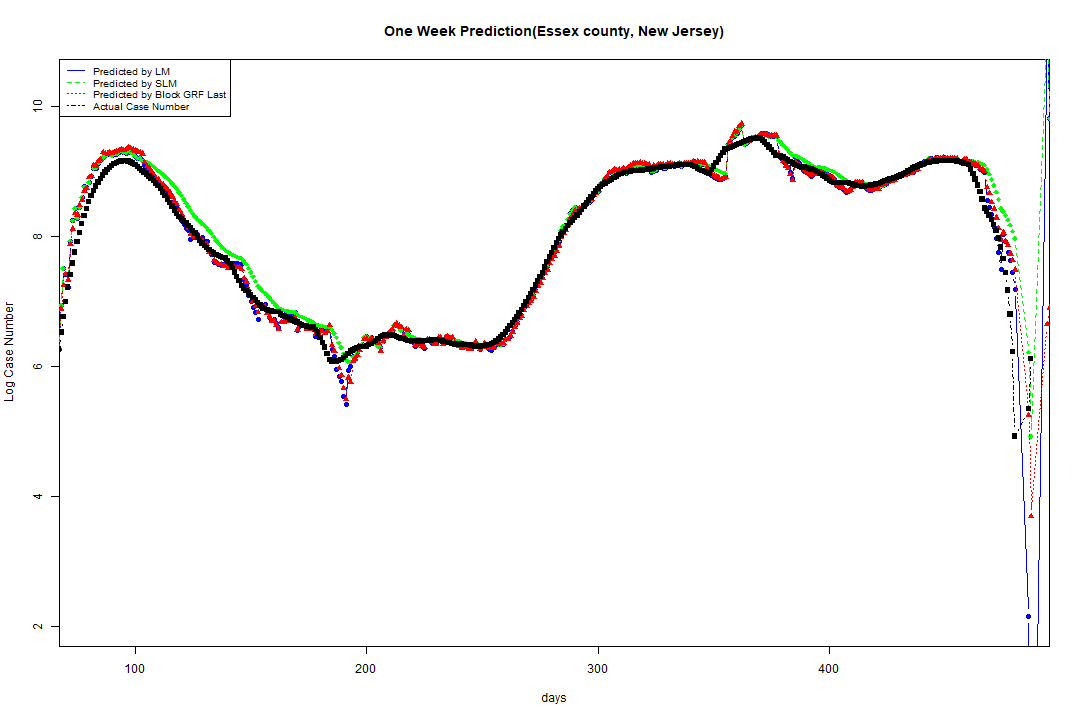 One Week Prediction(Essex county, New Jersey)
Predicted by LM
Predicted by SLM
Predicted by Block GRF Last
Actual Case Number
10
8
6
4
2
Log Case Number
100 200 300 400
days